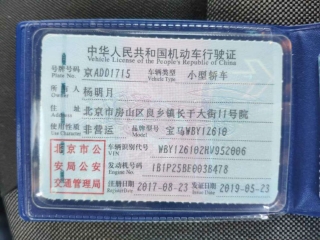 中华人民共和国机动车行驶证
Vehicle License of the People's Republic of China
号牌号码 京ADD1715 车辆类型 小型轿车
Plate No. Vehicle Type
所有人 杨明月
Owner
住址 北京市房山区良乡镇长于大街11号院
Address
使用性质 非营运 品牌型号 宝马WBY1Z610
Use Character Model
北京市公 车辆识别代号 WBY1Z610ZHV952006
VIN
安局公安 发动机号码 1B1P25BE003B478
Engine No.
交通管理局 注册日期 2017-08-23 发证日期 2019-05-23
Register Date Issue Date